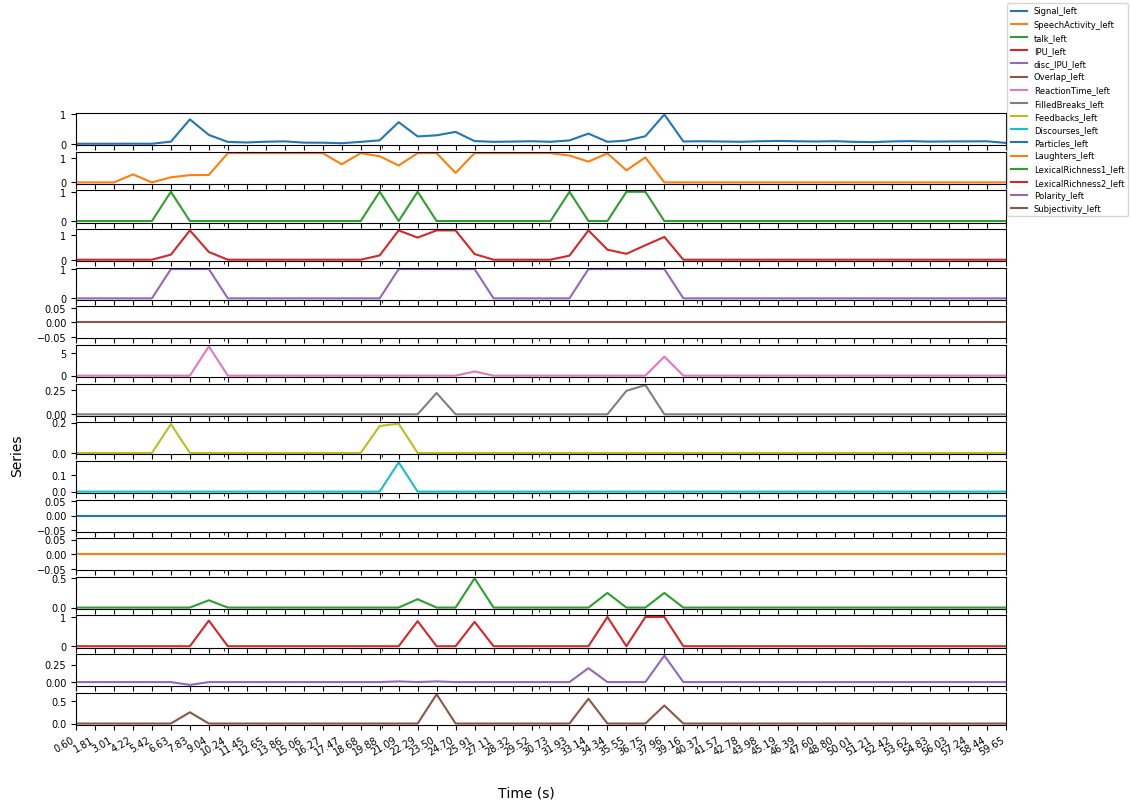 Signal_left
SpeechActivity_left
talk_left
IPU_left
disc_IPU_left
Overlap_left
ReactionTime_left
FilledBreaks_left
Feedbacks_left
Discourses_left
Particles_left
Laughters_left
LexicalRichness1_left
LexicalRichness2_left
Polarity_left
Subjectivity_left
1
0
1
0
1
0
1
0
1
0
0.05
0.00
−0.05
5
0
0.25
0.00
0.2
0.0
0.1
0.0
0.05
0.00
−0.05
0.05
0.00
−0.05
0.5
0.0
1
0
0.25
0.00
0.5
0.0
Series
0.60 1.81 3.01 4.22 5.42 6.63 7.83 9.04 10.24 11.45 12.65 13.86 15.06 16.27 17.47 18.68 19.88 21.09 22.29 23.50 24.70 25.91 27.11 28.32 29.52 30.73 31.93 33.14 34.34 35.55 36.75 37.96 39.16 40.37 41.57 42.78 43.98 45.19 46.39 47.60 48.80 50.01 51.21 52.42 53.62 54.83 56.03 57.24 58.44 59.65
Time (s)